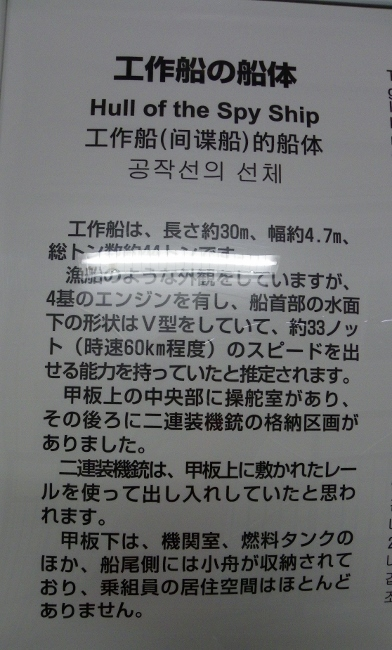 工作船の船体
Hull of the Spy Ship
工作船(间谍船)的船体
공작선의 선체
工作船は、長さ約30m、幅約4.7m、
総トン数約44トンです。
漁船のような外観をしていますが、
4基のエンジンを有し、船首部の水面
下の形状はV型をしていて、約33ノッ
ト(時速60km程度)のスピードを出
せる能力を持っていたと推定されます。
甲板上の中央部に操舵室があり、
その後ろに二連装機銃の格納区画が
ありました。
二連装機銃は、甲板上に敷かれたレー
ルを使って出し入れしていたと思わ
れます。
甲板下は、機関室、燃料タンクの
ほか、船尾側には小舟が収納されて
おり、乗組員の居住空間はほとんど
ありません。